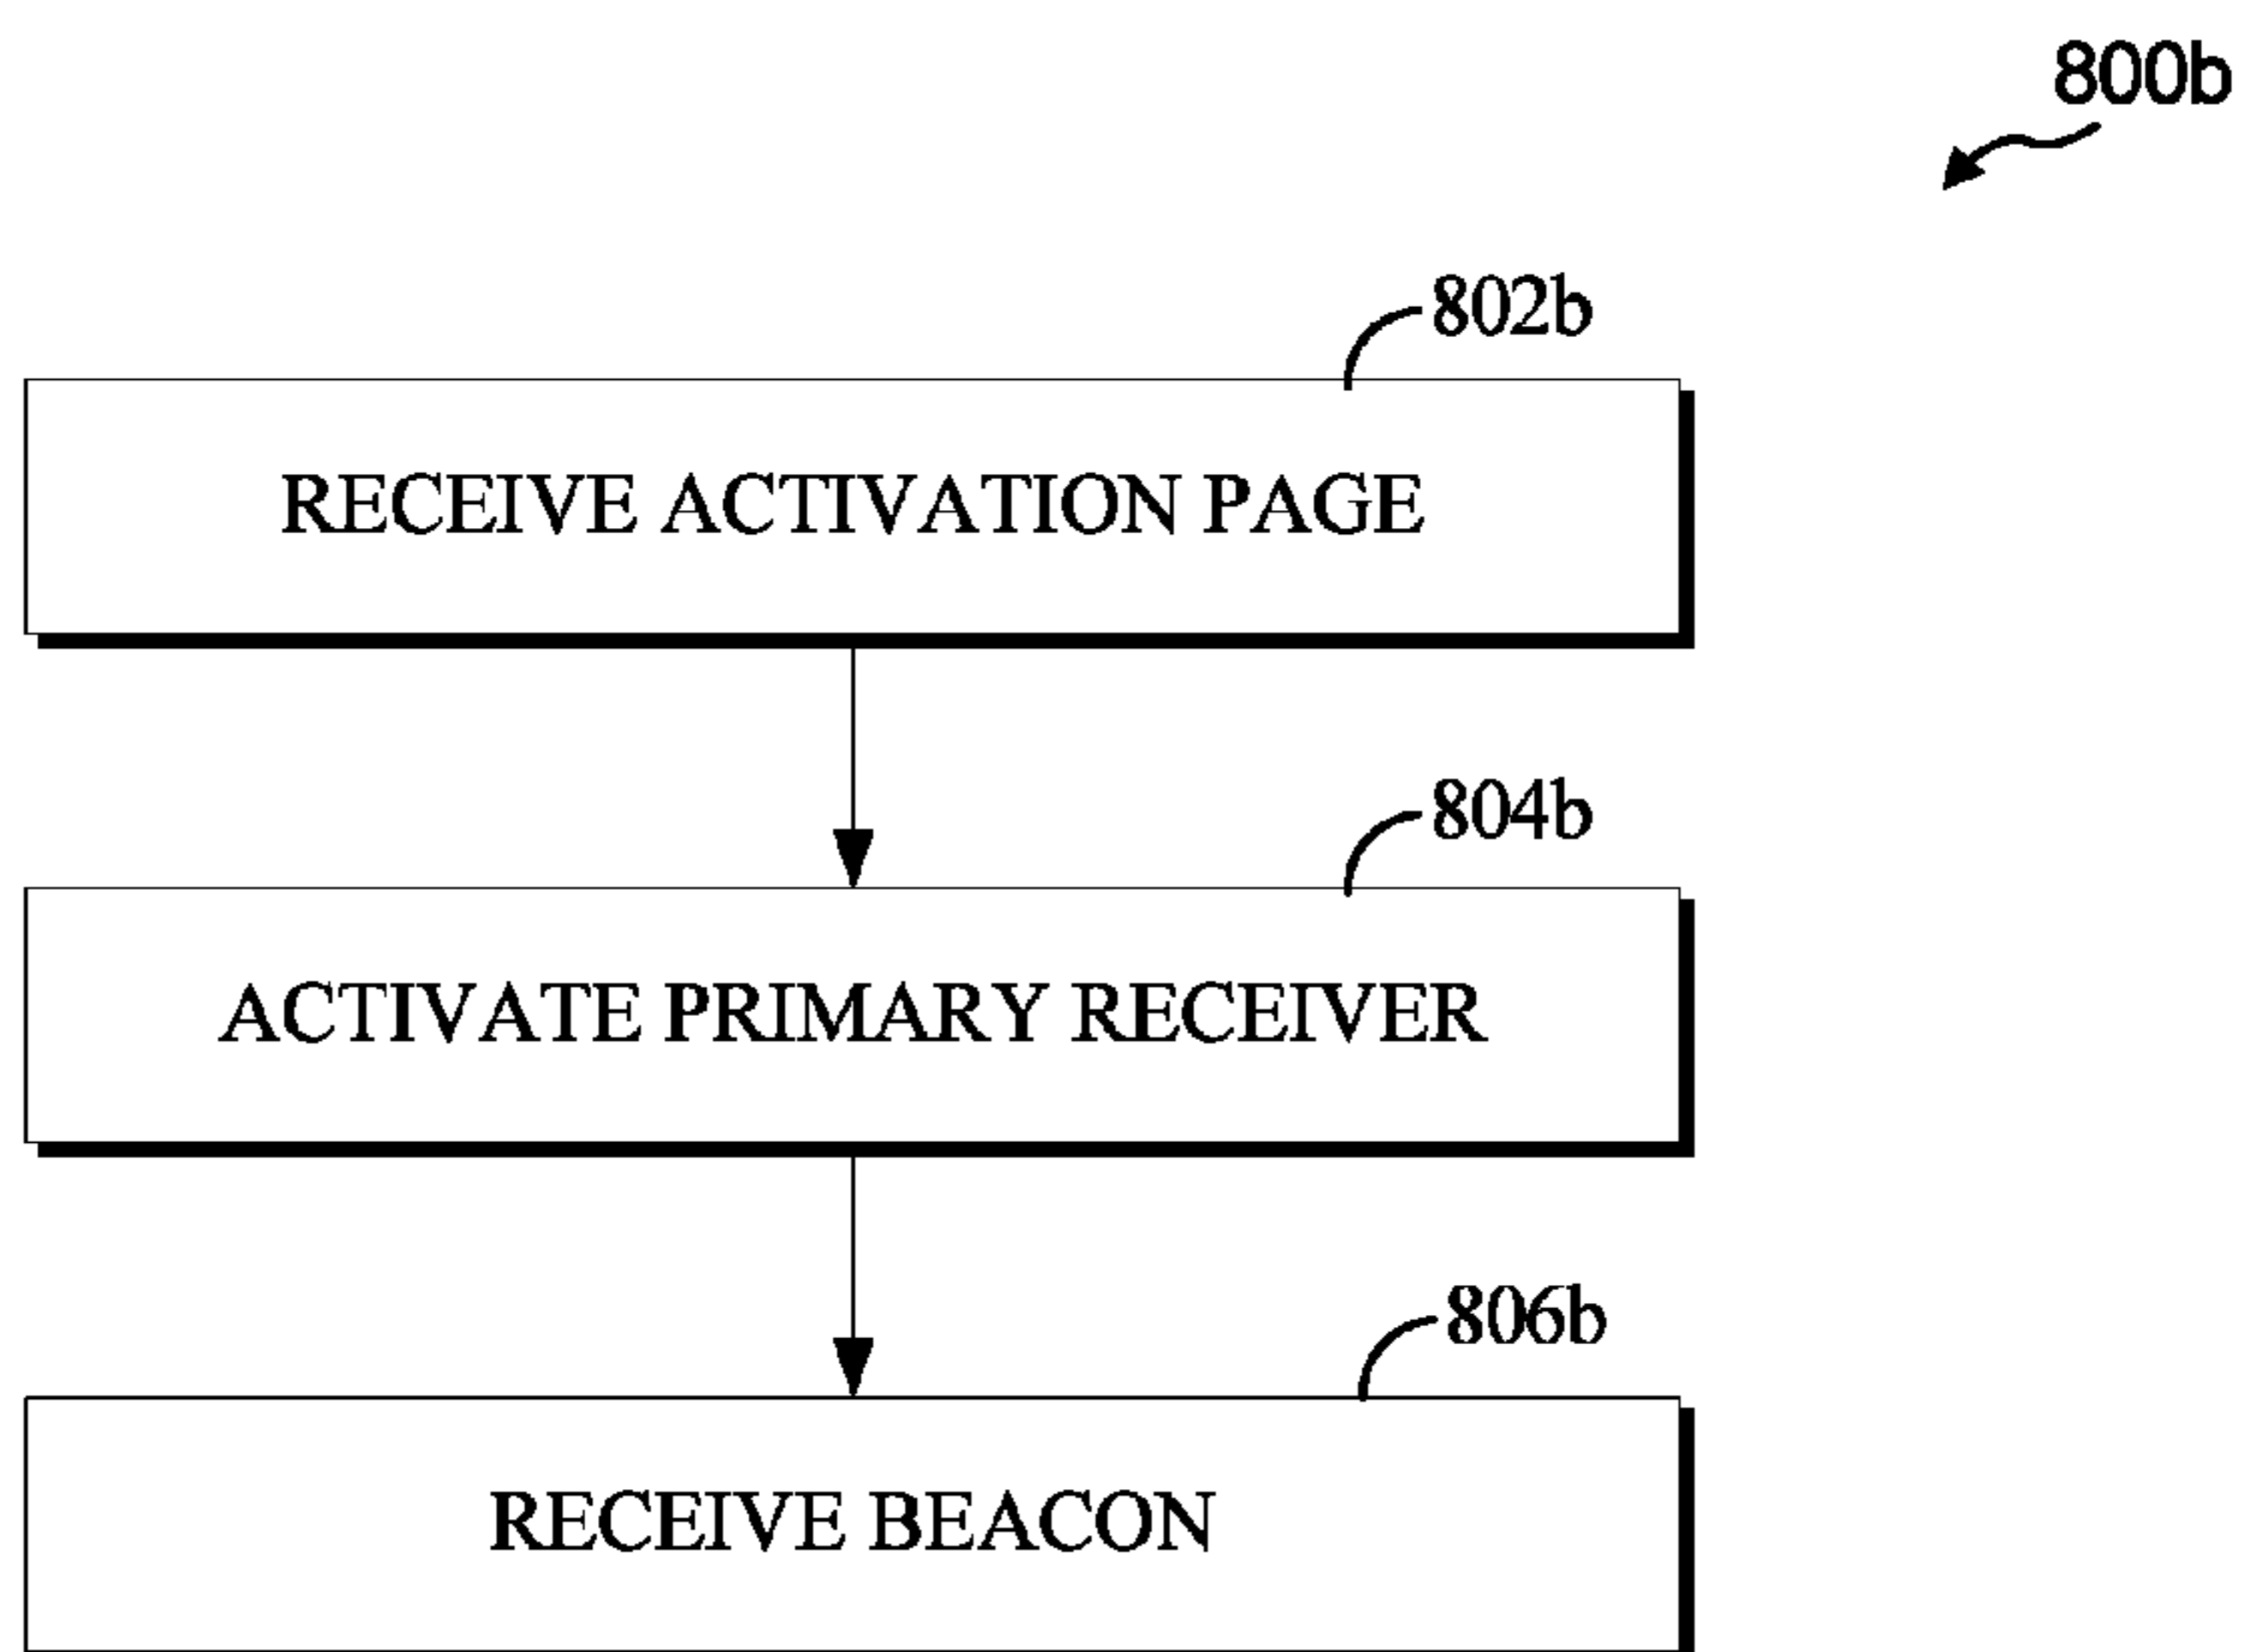 800b
802b
RECEIVE ACTIVATION PAGE
804b
ACTIVATE PRIMARY RECEIVER
806b
RECEIVE BEACON